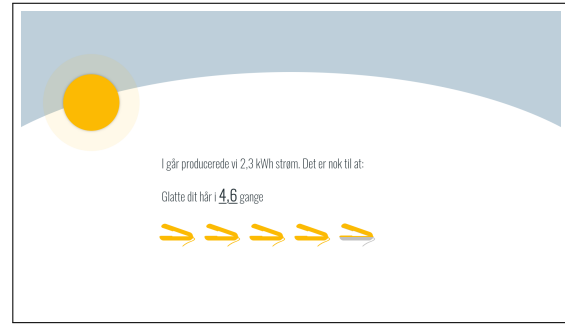 I går producerede vi 2,3 kWh strøm. Det er nok til at:
Glatte dit hår i 4,6 gange